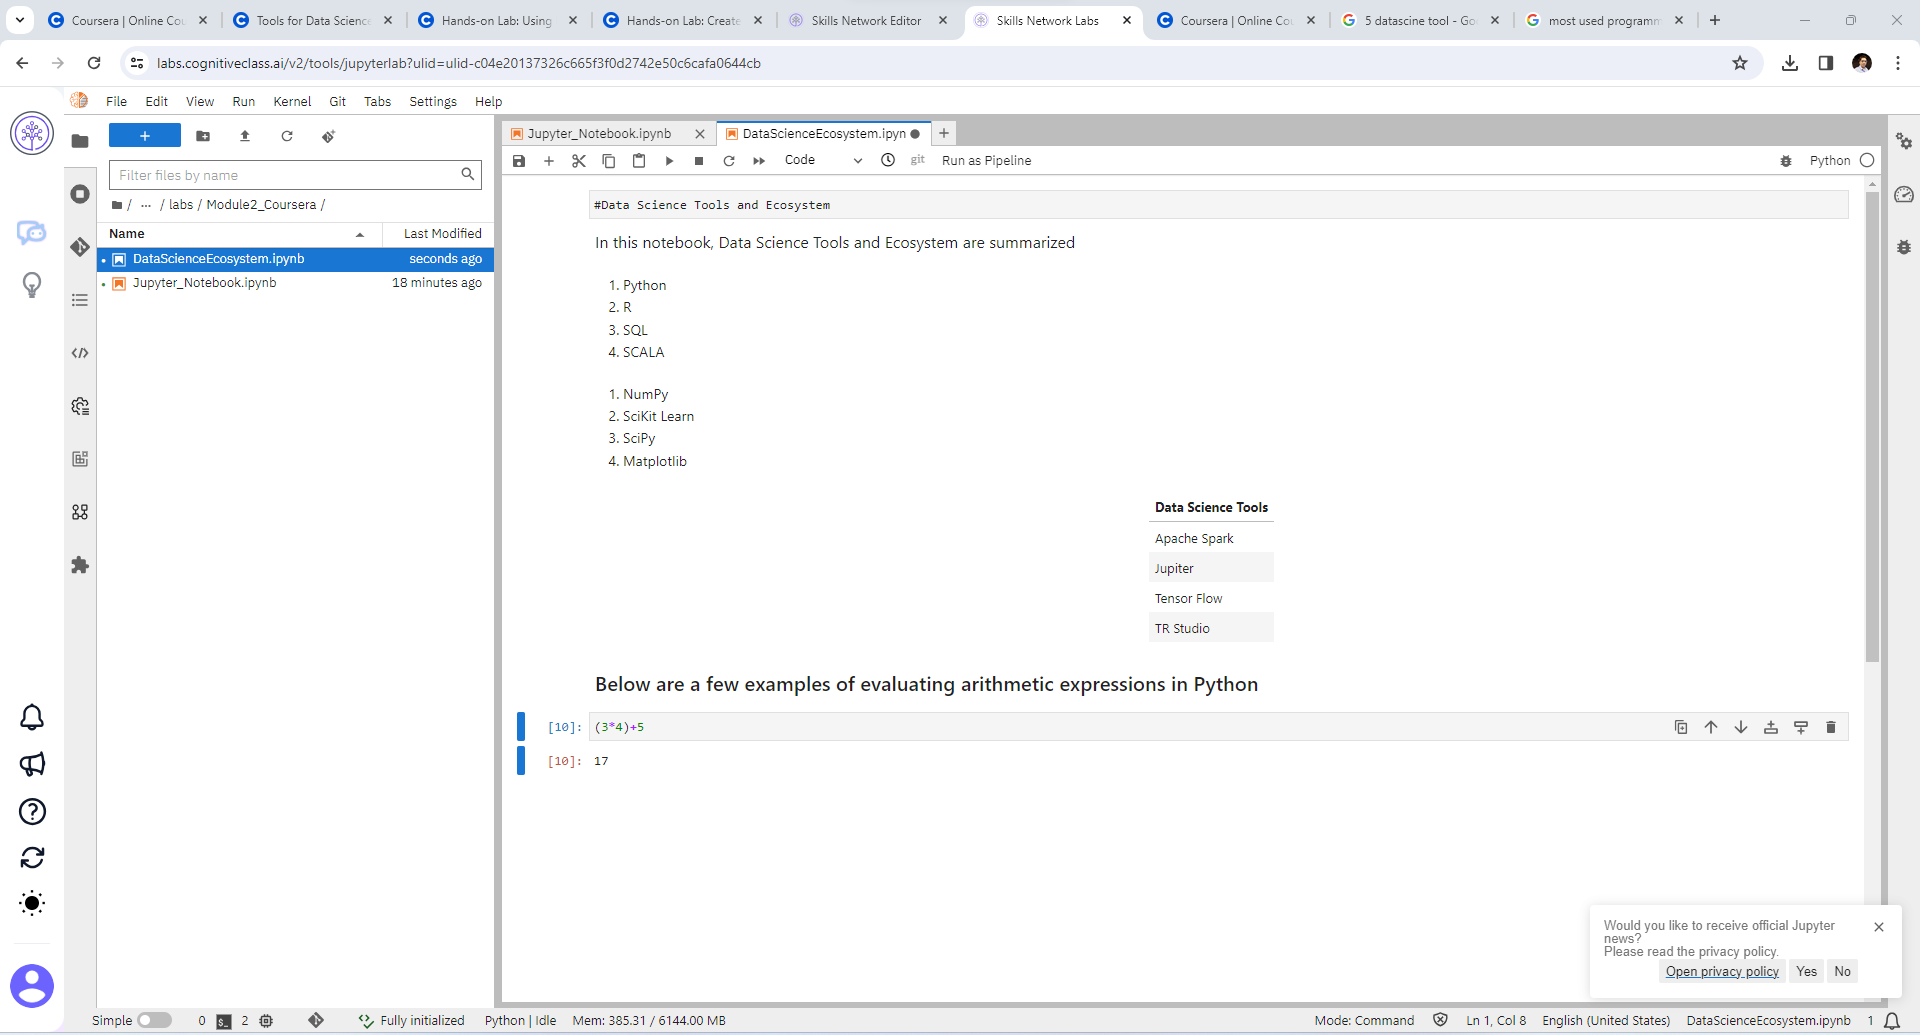 Coursera | Online Cou
Tools for Data Science
Hands-on Lab: Using
Hands-on Lab: Create
Skills Network Editor
Skills Network Labs
Coursera | Online Co
5 datascine tool - Go
most used programm
labs.cognitiveclass.ai/v2/tools/jupyterlab?ulid=ulid-c04e20137326c665f3f0d2742e50c6cafa0644cb
File Edit View Run Kernel Git Tabs Settings Help
Jupyter_Notebook.ipynb
DataScienceEcosystem.ipyn
Code
git
Run as Pipeline
Python
Filter files by name
/ ... / labs / Module2_Coursera /
Name Last Modified
DataScienceEcosystem.ipynb seconds ago
Jupyter_Notebook.ipynb 18 minutes ago
#Data Science Tools and Ecosystem
In this notebook, Data Science Tools and Ecosystem are summarized
1. Python
2. R
3. SQL
4. SCALA
1. NumPy
2. SciKit Learn
3. SciPy
4. Matplotlib
Data Science Tools
Apache Spark
Jupiter
Tensor Flow
TR Studio
Below are a few examples of evaluating arithmetic expressions in Python
[10]: (3*4)+5
[10]: 17
Would you like to receive official Jupyter
news?
Please read the privacy policy.
Open privacy policy Yes No
Simple 0 2 Fully initialized Python | Idle Mem: 385.31 / 6144.00 MB Mode: Command Ln 1, Col 8 English (United States) DataScienceEcosystem.ipynb 1